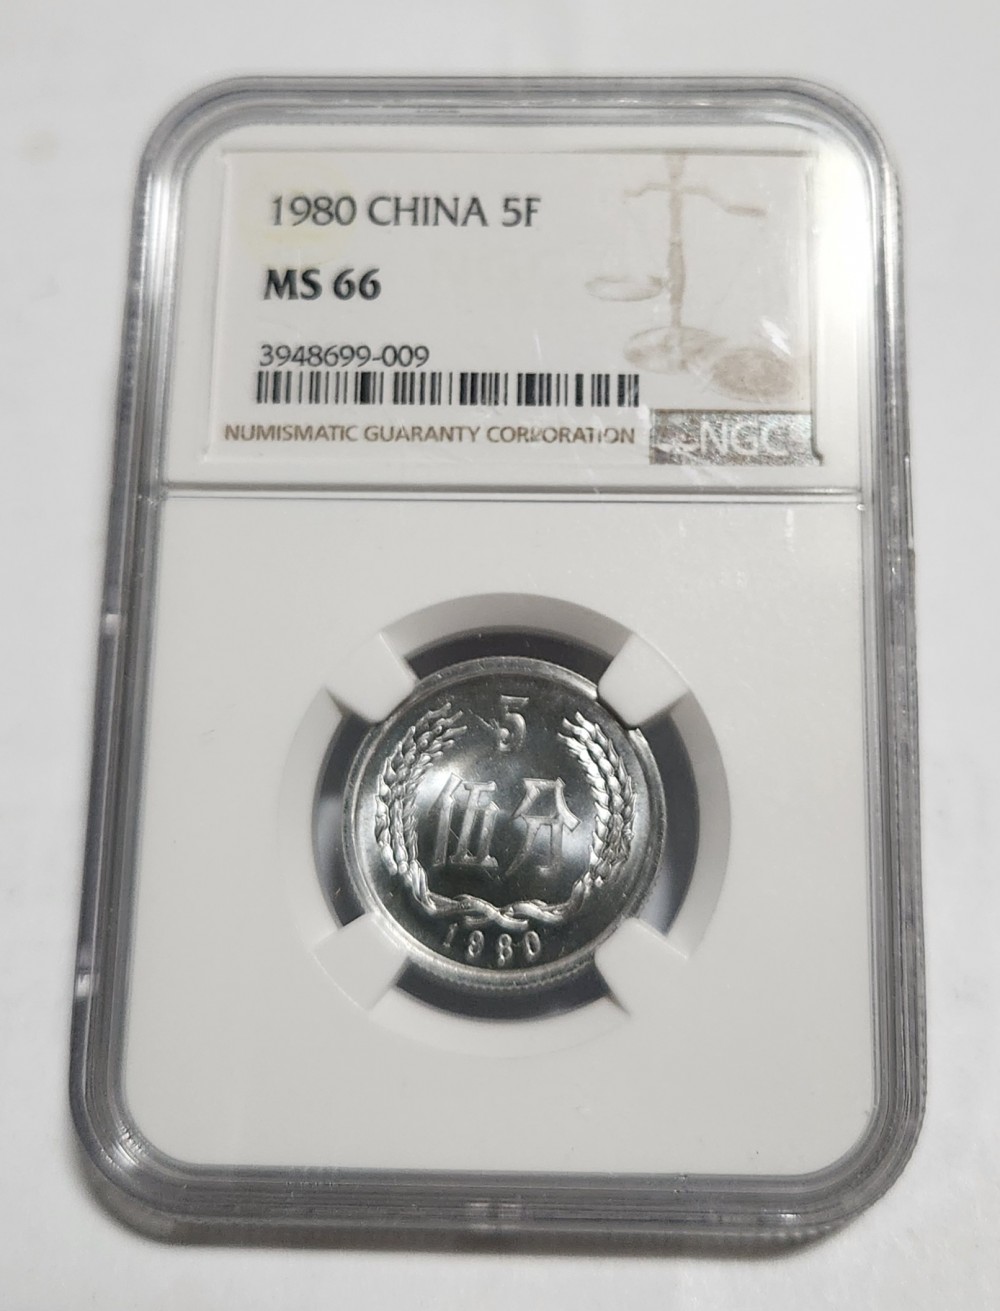 1980 CHINA 5F
MS 66
3948699-009
NUMISMATIC GUARANTY CORPORATION
NGC
5
伍分
1980